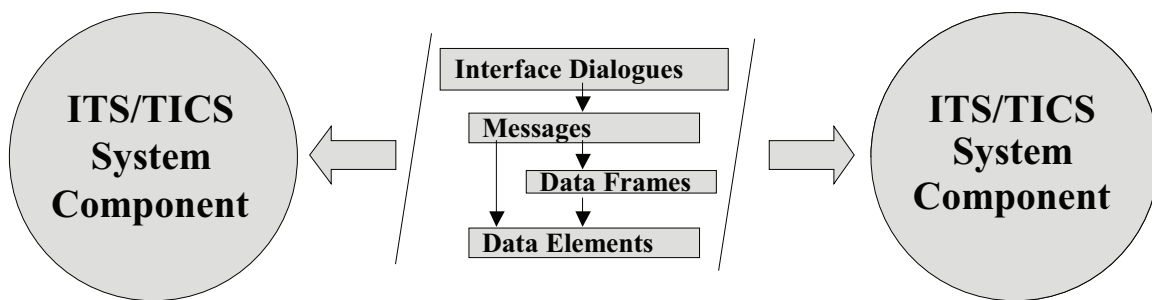 ITS/TICS
System
Component
Interface Dialogues
Messages
Data Frames
Data Elements
ITS/TICS
System
Component